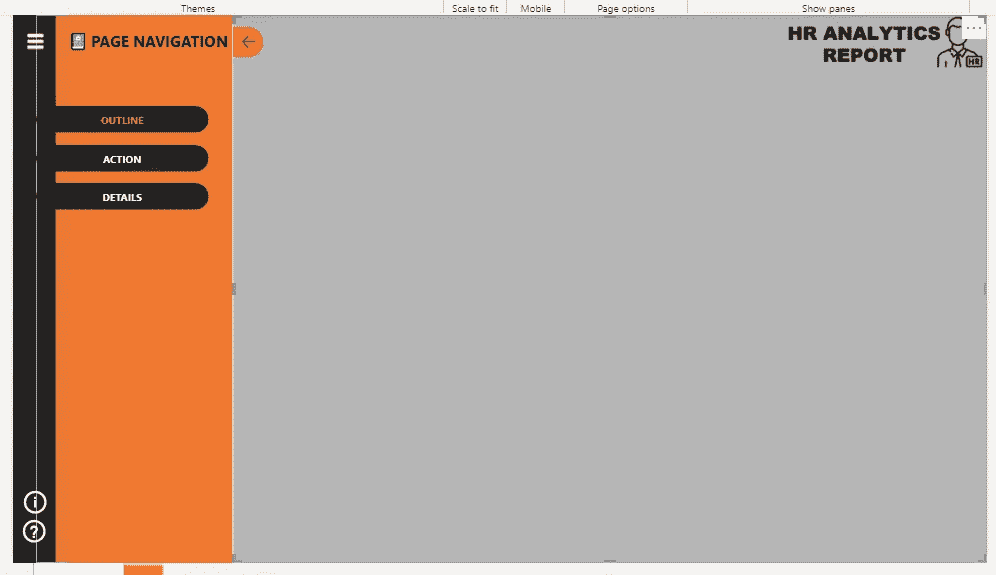 Themes
Scale to fit
Mobile
Page options
Show panes
PAGE NAVIGATION
HR ANALYTICS
REPORT
HR
OUTLINE
ACTION
DETAILS
i
?